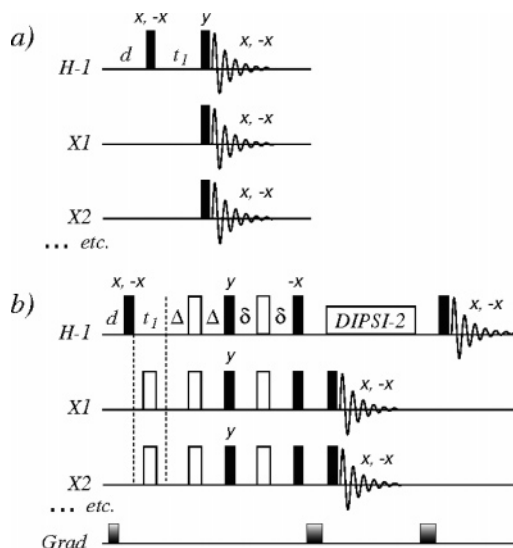 a)
x, -x y
d t1 x, -x
H-1
x, -x
X1
x, -x
X2
... etc.
b)
x, -x y -x x, -x
d t1 Δ Δ δ δ DIPSI-2
H-1
y
X1 x, -x
y
X2 x, -x
... etc.
Grad